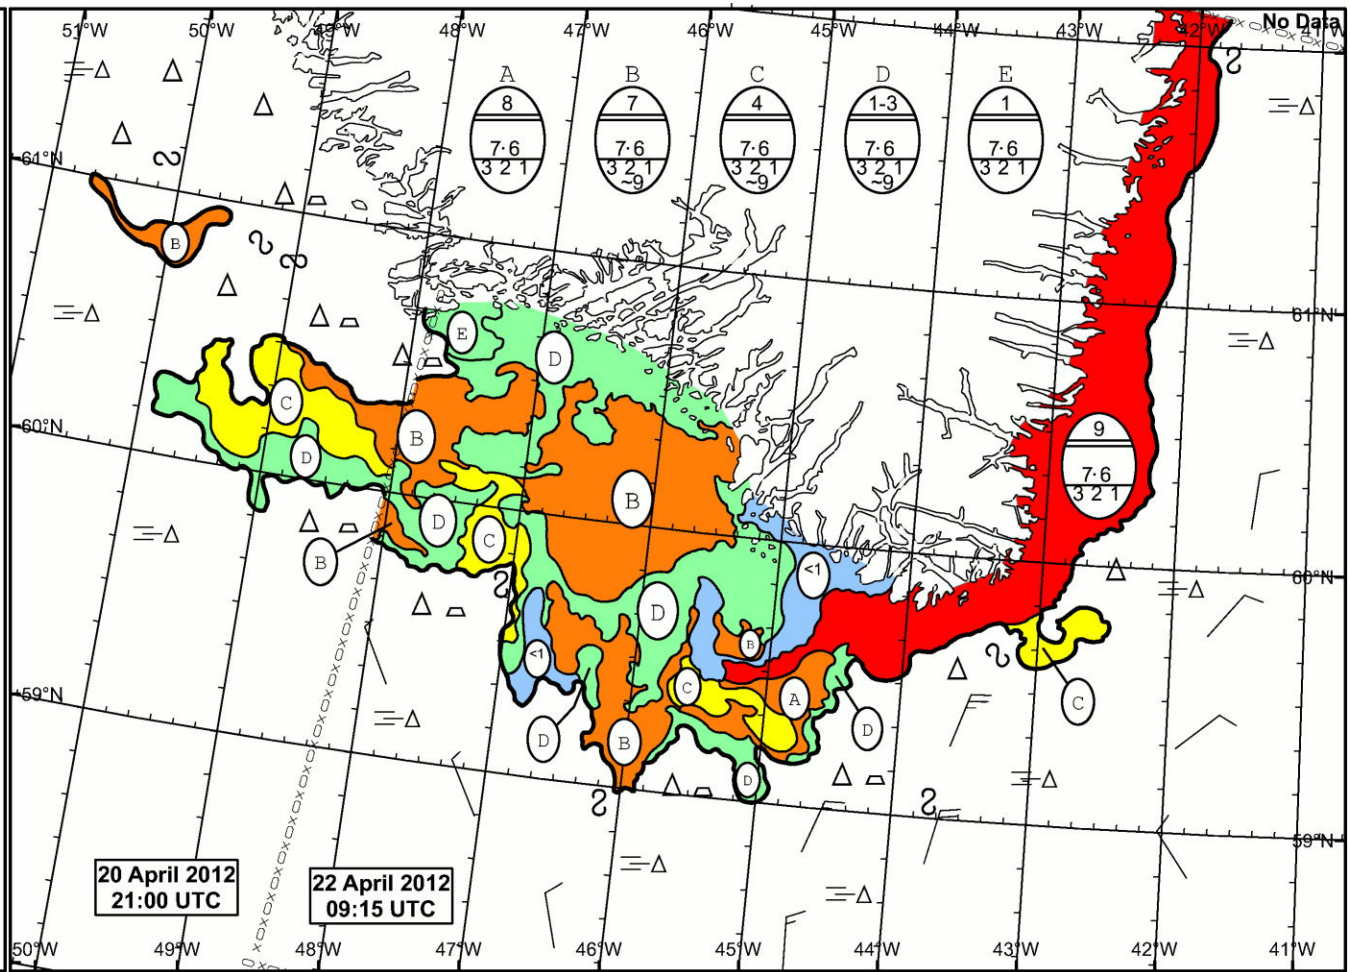 51°W 50°W 49°W 48°W 47°W 46°W 45°W 44°W 43°W 42°W 41°W
No Data
A B C D E
8 7 4 1-3 1
7·6 7·6 7·6 7·6 7·6
3 2 1 3 2 1 3 2 1 3 2 1 3 2 1
~9 ~9 ~9
61°N
B
61°N
E
D
C
60°N
B
9
D
7·6
3 2 1
B
D
C
B
<1
60°N
D
B
<1
C
59°N
A
C
D
D
B
D
59°N
20 April 2012
21:00 UTC
22 April 2012
09:15 UTC
50°W 49°W 48°W 47°W 46°W 45°W 44°W 43°W 42°W 41°W